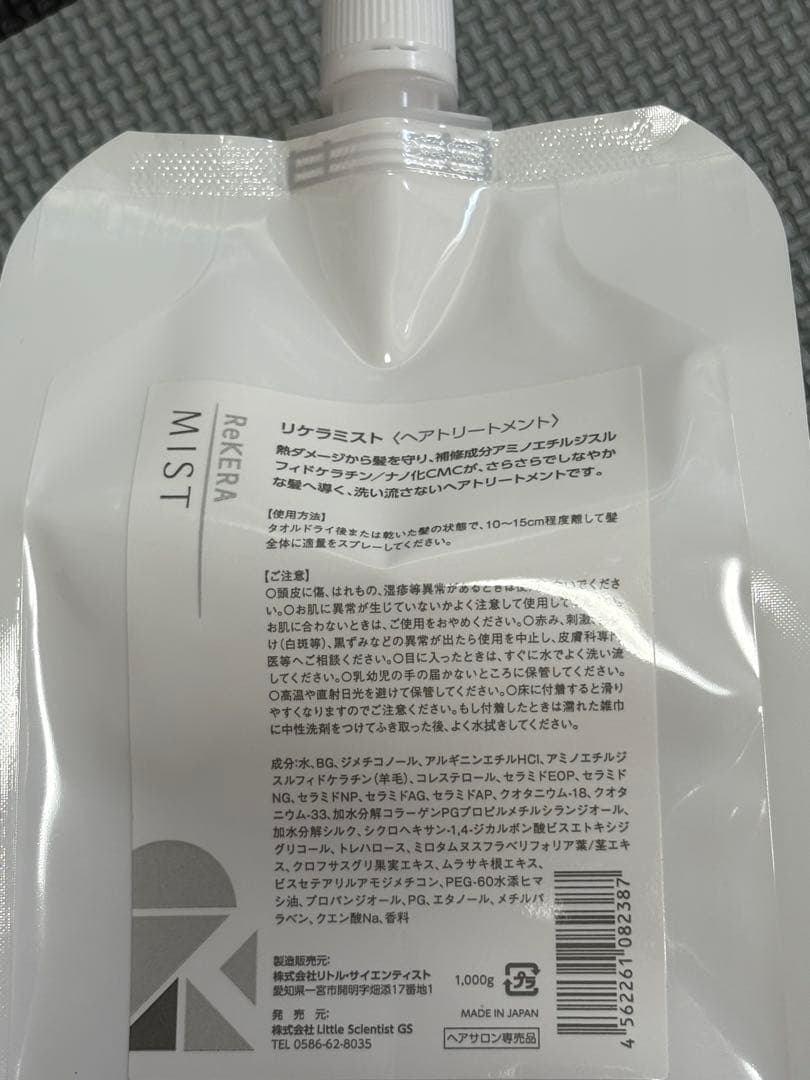 ReKERA
MIST
リケラミスト〈ヘアトリートメント〉
熱ダメージから髪を守り、補修成分アミノエチルジスル
フィドケラチン/ナノ化CMCが、さらさらでしなやか
な髪へ導く、洗い流さないヘアトリートメントです。
【使用方法】
タオルドライ後または乾いた髪の状態で、10〜15cm程度離して髪
全体に適量をスプレーしてください。
【ご注意】
○頭皮に傷、はれもの、湿疹等異常があるときは使
でくださ
い。○お肌に異常が生じていないかよく注意して使用して
お肌に合わないときは、ご使用をおやめください。○赤み、刺激、
け(白斑等)、黒ずみなどの異常が出たら使用を中止し、皮膚科専門
医等へご相談ください。○目に入ったときは、すぐに水でよく洗い流
してください。○乳幼児の手の届かないところに保管してください。
○高温や直射日光を避けて保管してください。○床に付着すると滑り
やすくなりますのでご注意ください。もし付着したときは濡れた雑巾
に中性洗剤をつけてふき取った後、よく水拭きしてください。
成分:水、BG、ジメチコノール、アルギニンエチルHCl、アミノエチルジ
スルフィドケラチン(羊毛)、コレステロール、セラミドEOP、セラミド
NG、セラミドNP、セラミドAG、セラミドAP、クオタニウム-18、クオタ
ニウム-33、加水分解コラーゲンPGプロピルメチルシランジオール、
加水分解シルク、シクロヘキサン-1,4-ジカルボン酸ビスエトキシジ
グリコール、トレハロース、ミロタムヌスフラベリフォリア葉/茎エキ
ス、クロフサスグリ果実エキス、ムラサキ根エキス、
ビスセテアリルアモジメチコン、PEG-60水添ヒマ
シ油、プロパンジオール、PG、エタノール、メチルパ
ラベン、クエン酸Na、香料
製造販売元:
株式会社リトル・サイエンティスト
愛知県一宮市開明字畑添17番地1
発 売 元:
株式会社 Little Scientist GS
TEL 0586-62-8035
1,000g
プラ
MADE IN JAPAN
ヘアサロン専売品
4 562261 082387